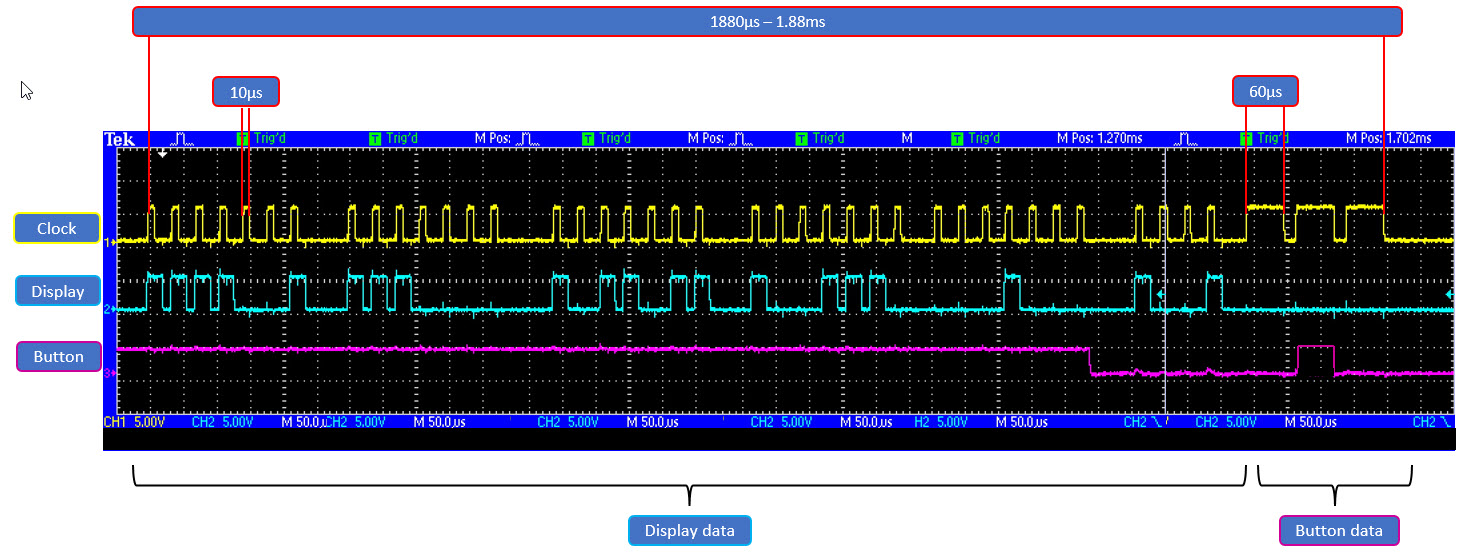 1880µs – 1.88ms
10µs
60µs
Tek
T Trig'd
T Trig'd
M Pos:
T Trig'd
M Pos:
T Trig'd
M
T Trig'd
M Pos: 1.270ms
T Trig'd
M Pos: 1.702ms
Clock
1
Display
2
Button
3
CH1 5.00V
CH2 5.00V
M 50.0µ
CH2 5.00V
M 50.0µs
CH2 5.00V
M 50.0µs
CH2 5.00V
M 50.0µs
H2 5.00V
M 50.0µs
CH2
CH2 5.00V
M 50.0µs
CH2
Display data
Button data